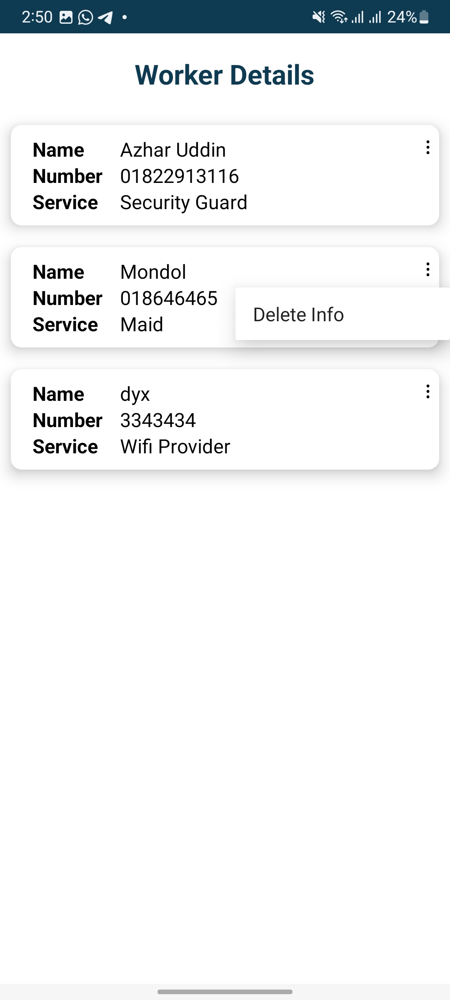 2:50 24%
Worker Details
Name Azhar Uddin
Number 01822913116
Service Security Guard
Name Mondol
Number 018646465
Service Maid
Delete Info
Name dyx
Number 3343434
Service Wifi Provider